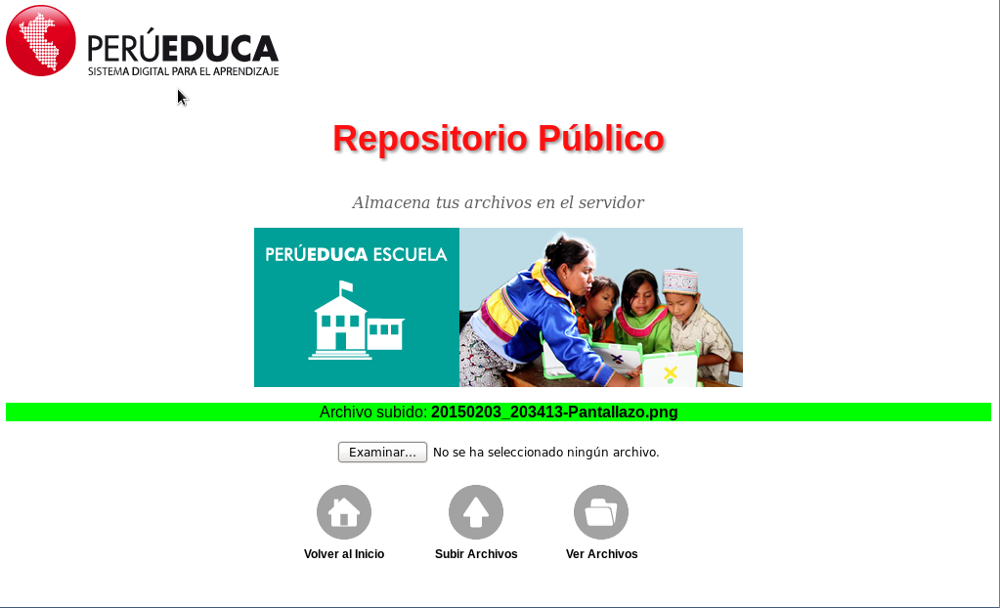 PERÚEDUCA
SISTEMA DIGITAL PARA EL APRENDIZAJE
Repositorio Público
Almacena tus archivos en el servidor
PERÚEDUCA ESCUELA
Archivo subido: 20150203_203413-Pantallazo.png
Examinar... No se ha seleccionado ningún archivo.
Volver al Inicio Subir Archivos Ver Archivos